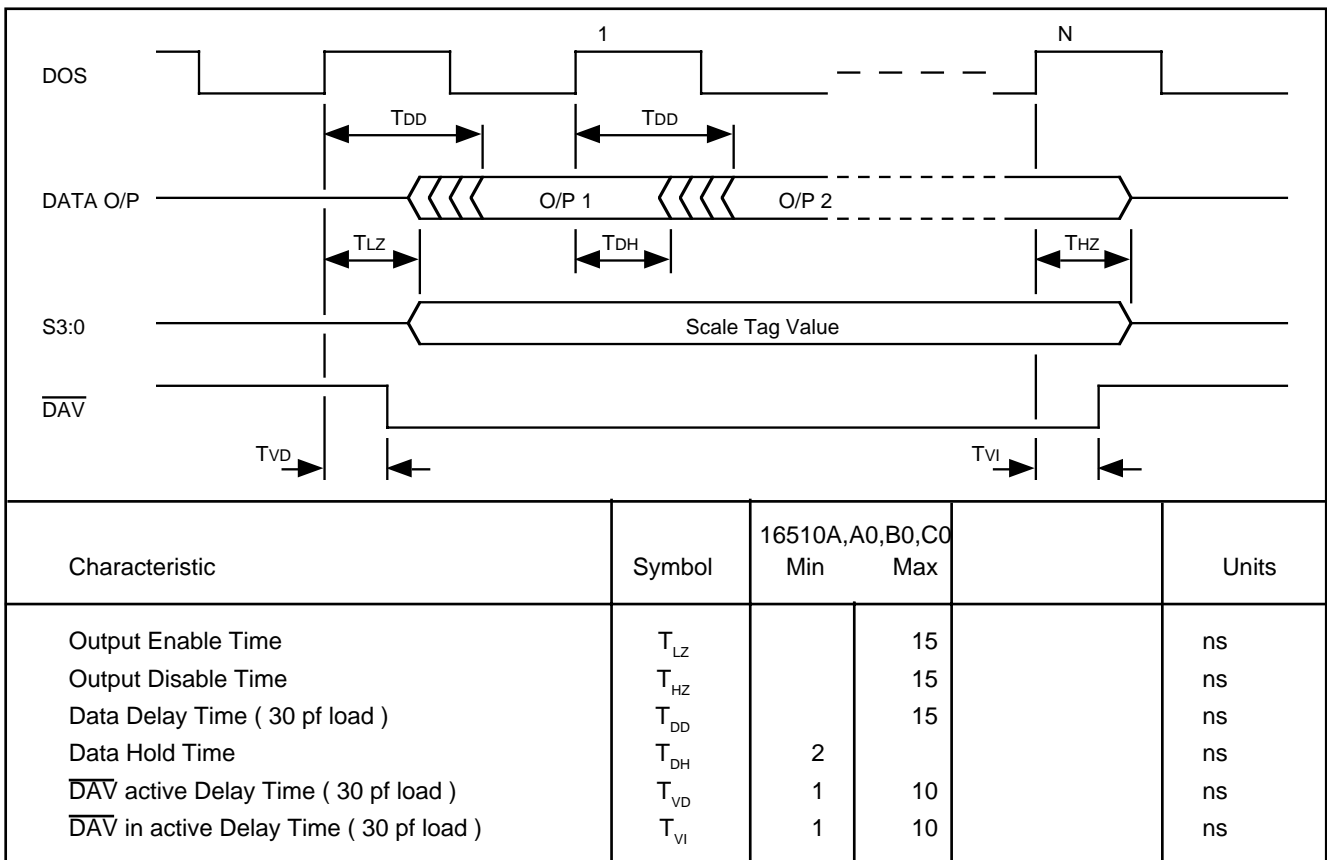 1 N
DOS
TDD TDD
DATA O/P O/P 1 O/P 2
TLZ TDH THZ
S3:0 Scale Tag Value
D̅A̅V̅
TVD TVI
16510A,A0,B0,C0
Characteristic Symbol Min Max Units
Output Enable Time TLZ 15 ns
Output Disable Time THZ 15 ns
Data Delay Time ( 30 pf load ) TDD 15 ns
Data Hold Time TDH 2 ns
D̅A̅V̅ active Delay Time ( 30 pf load ) TVD 1 10 ns
D̅A̅V̅ in active Delay Time ( 30 pf load ) TVI 1 10 ns